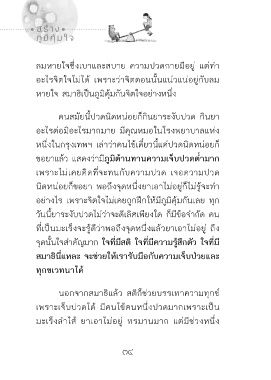 สร้าง
ภูมิคุ้มใจ
ลมหายใจซึ่งเบาและสบาย ความปวดกายมีอยู่ แต่ทำ
อะไรจิตใจไม่ได้ เพราะว่าจิตตอนนั้นแน่วแน่อยู่กับลม
หายใจ สมาธิเป็นภูมิคุ้มกันจิตใจอย่างหนึ่ง
คนสมัยนี้ปวดนิดหน่อยก็กินยาระงับปวด กินยา
อะไรต่อมิอะไรมากมาย มีคุณหมอในโรงพยาบาลแห่ง
หนึ่งในกรุงเทพฯ เล่าว่าคนไข้เดี๋ยวนี้แค่ปวดนิดหน่อยก็
ขอยาแล้ว แสดงว่ามีภูมิต้านทานความเจ็บปวดต่ำมาก
เพราะไม่เคยคิดที่จะทนกับความปวด เจอความปวด
นิดหน่อยก็ขอยา พอถึงจุดหนึ่งยาเอาไม่อยู่ก็ไม่รู้จะทำ
อย่างไร เพราะจิตใจไม่เคยถูกฝึกให้มีภูมิคุ้มกันเลย ทุก
วันนี้ยาระงับปวดไม่ว่าจะดีเลิศเพียงใด ก็มีข้อจำกัด คน
ที่เป็นมะเร็งจะรู้ดีว่าพอถึงจุดหนึ่งแล้วยาเอาไม่อยู่ ถึง
จุดนั้นใจสำคัญมาก ใจที่มีสติ ใจที่มีความรู้สึกตัว ใจที่มี
สมาธินี่แหละ จะช่วยให้เรารับมือกับความเจ็บป่วยและ
ทุกขเวทนาได้
นอกจากสมาธิแล้ว สติก็ช่วยบรรเทาความทุกข์
เพราะเจ็บปวดได้ มีคนไข้คนหนึ่งปวดมากเพราะเป็น
มะเร็งลำไส้ ยาเอาไม่อยู่ ทรมานมาก แต่มีช่วงหนึ่ง
๓๔